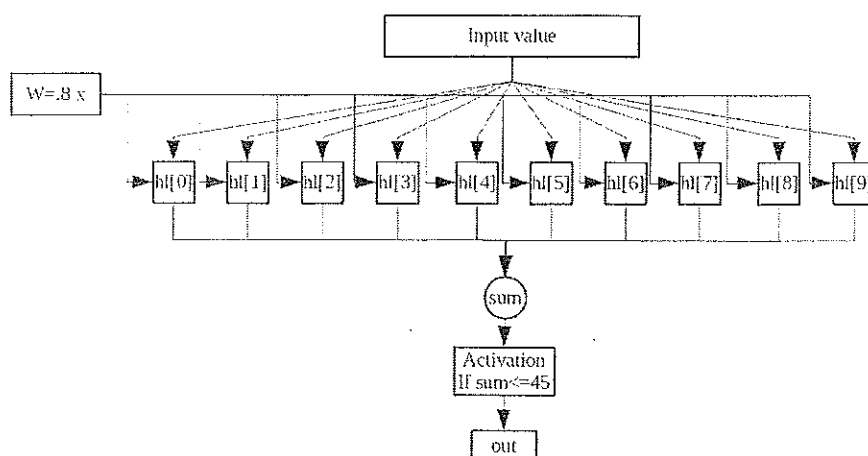 Input value
W=.8 x
hl[0] hl[1] hl[2] hl[3] hl[4] hl[5] hl[6] hl[7] hl[8] hl[9]
sum
Activation
If sum<=45
out